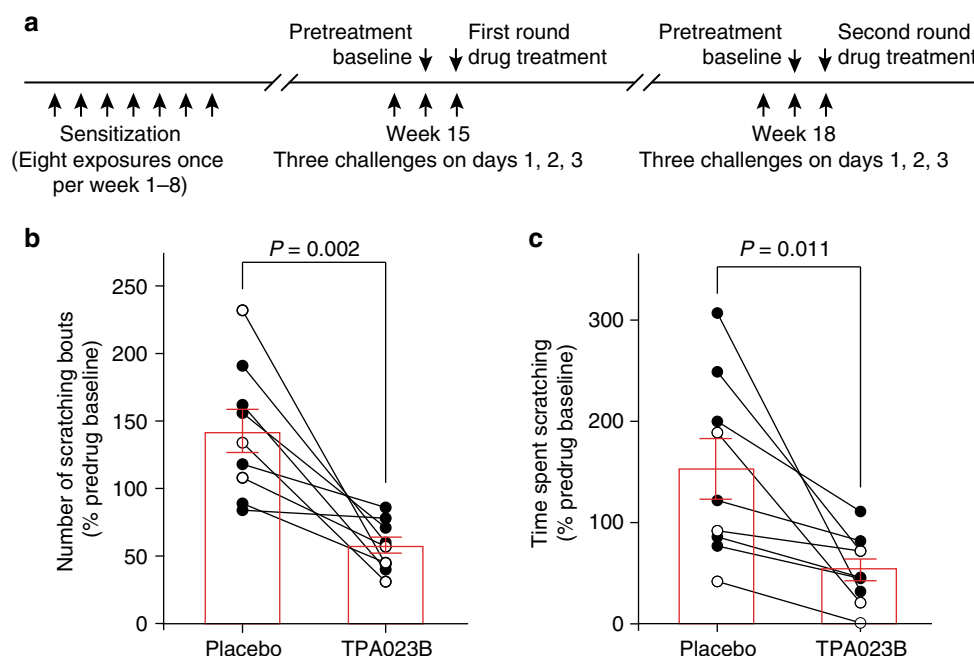 a
Pretreatment
baseline
First round
drug treatment
Pretreatment
baseline
Second round
drug treatment
Sensitization
(Eight exposures once
per week 1–8)
Week 15
Three challenges on days 1, 2, 3
Week 18
Three challenges on days 1, 2, 3
b
P = 0.002
Number of scratching bouts
(% predrug baseline)
250
200
150
100
50
0
Placebo
TPA023B
c
P = 0.011
Time spent scratching
(% predrug baseline)
300
200
100
0
Placebo
TPA023B